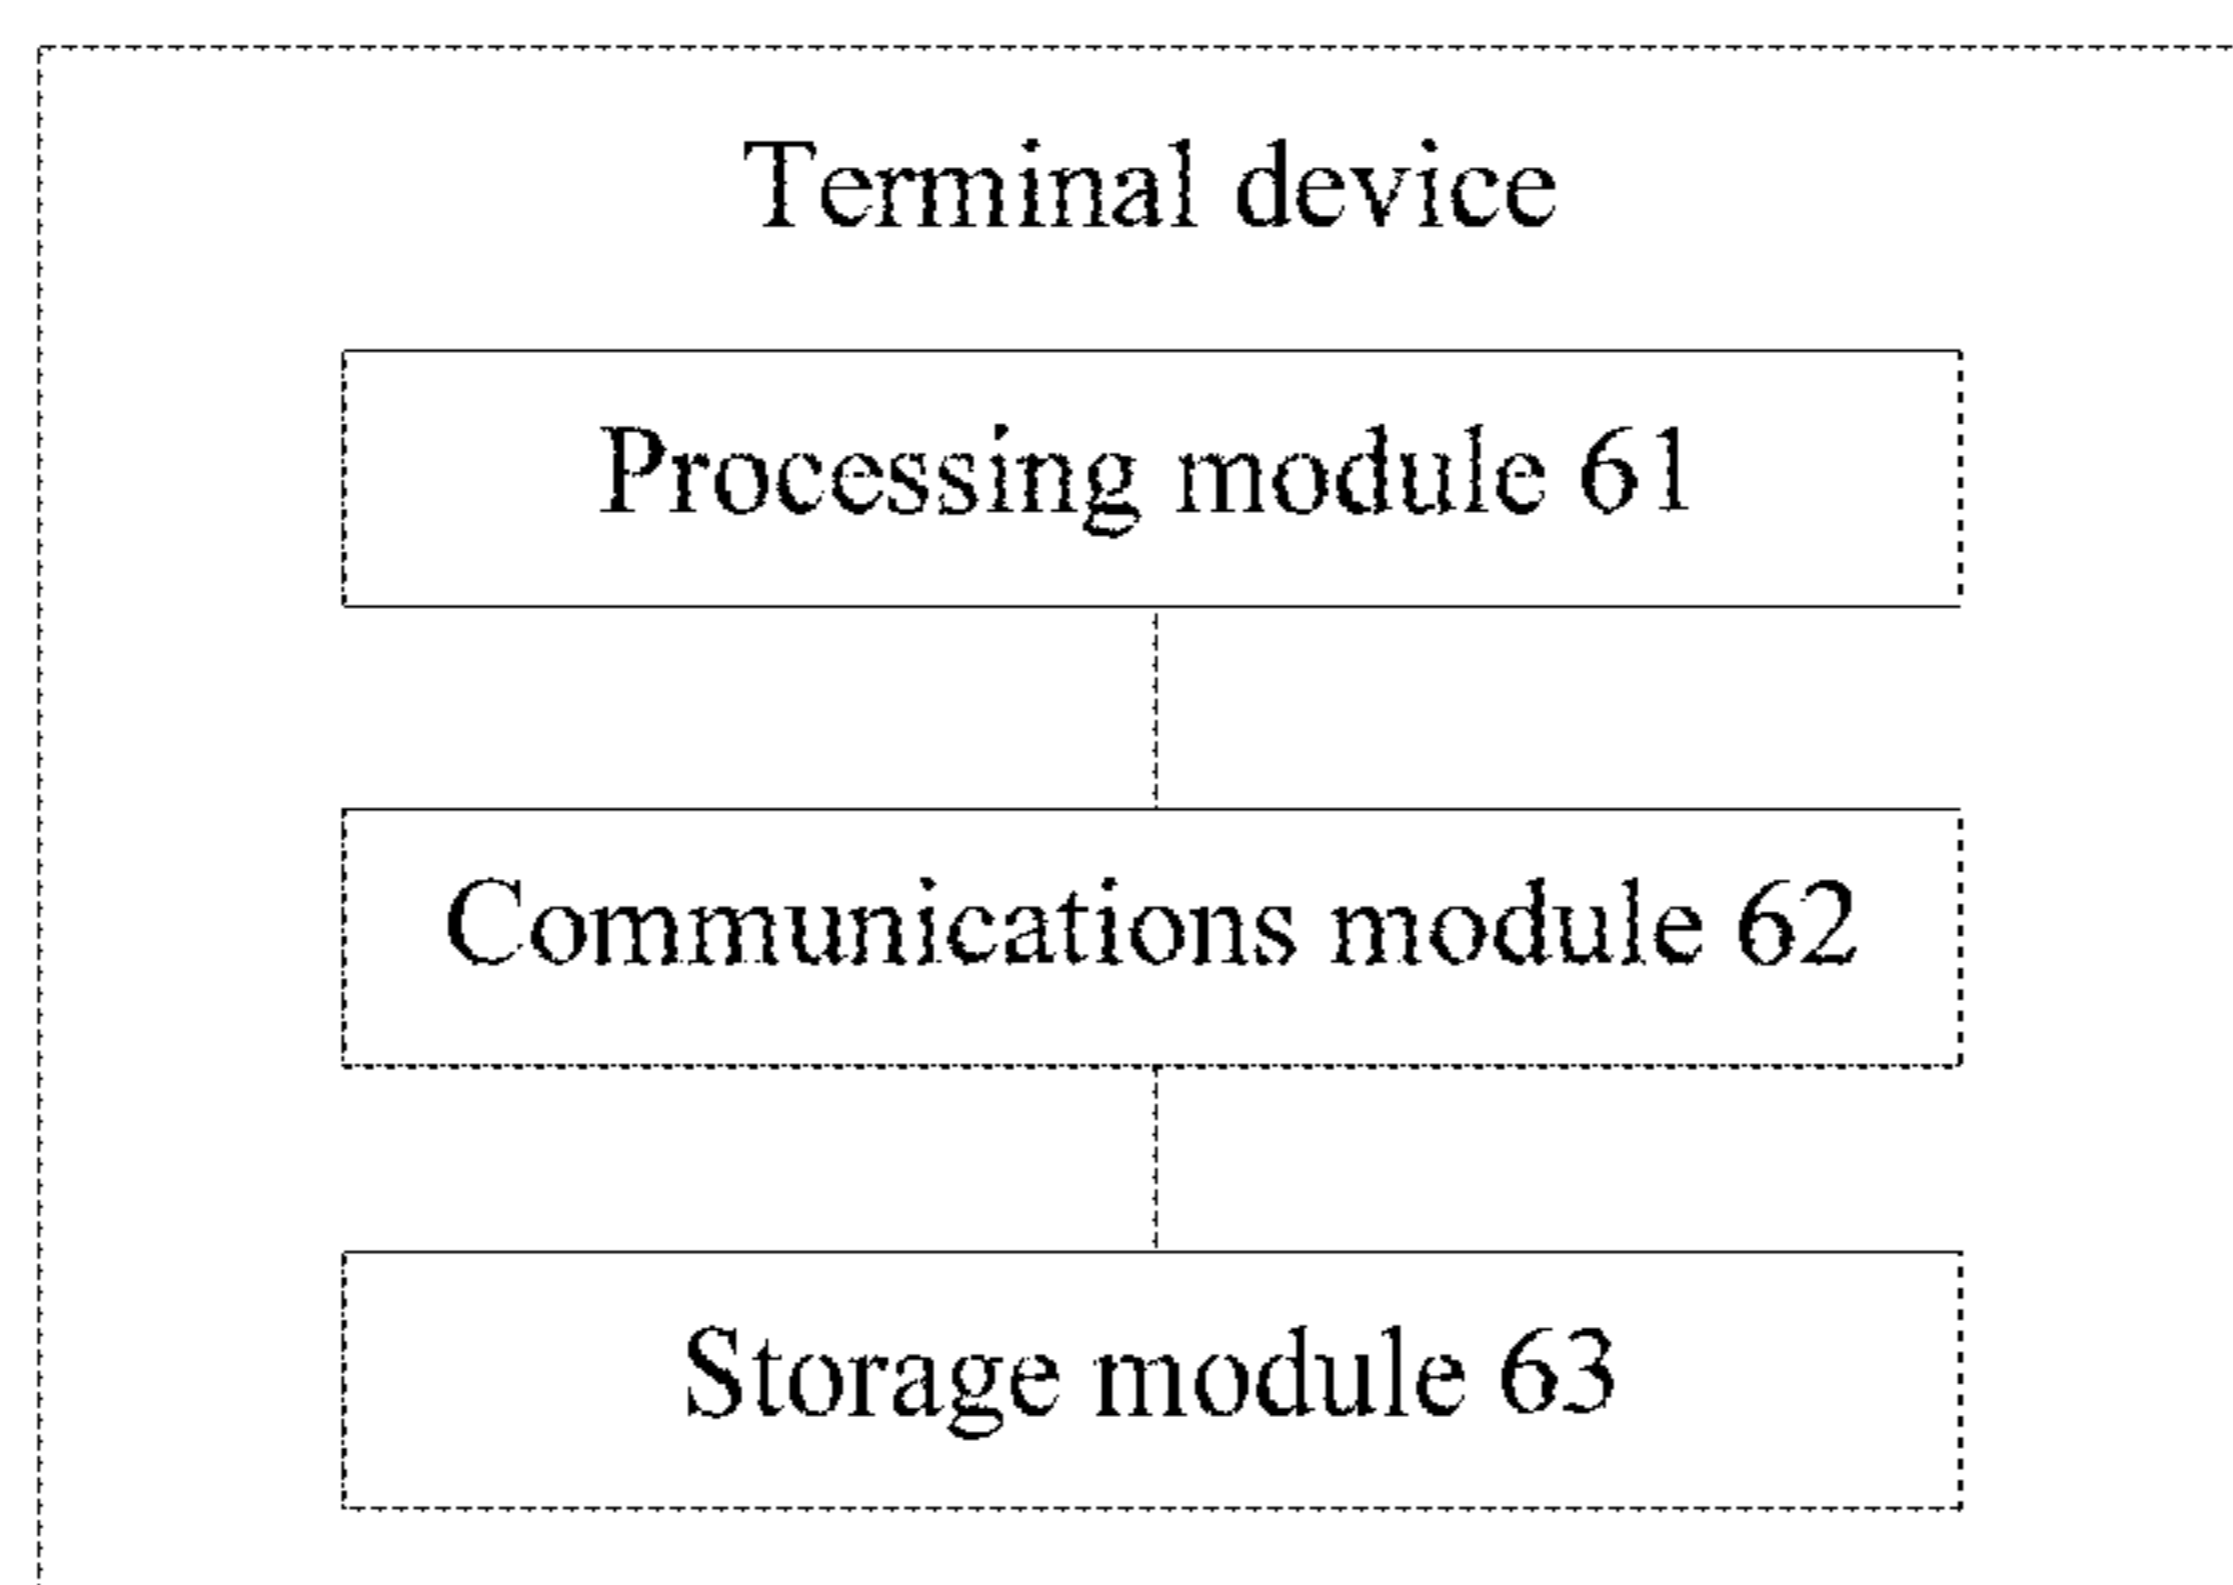 Terminal device
Processing module 61
Communications module 62
Storage module 63